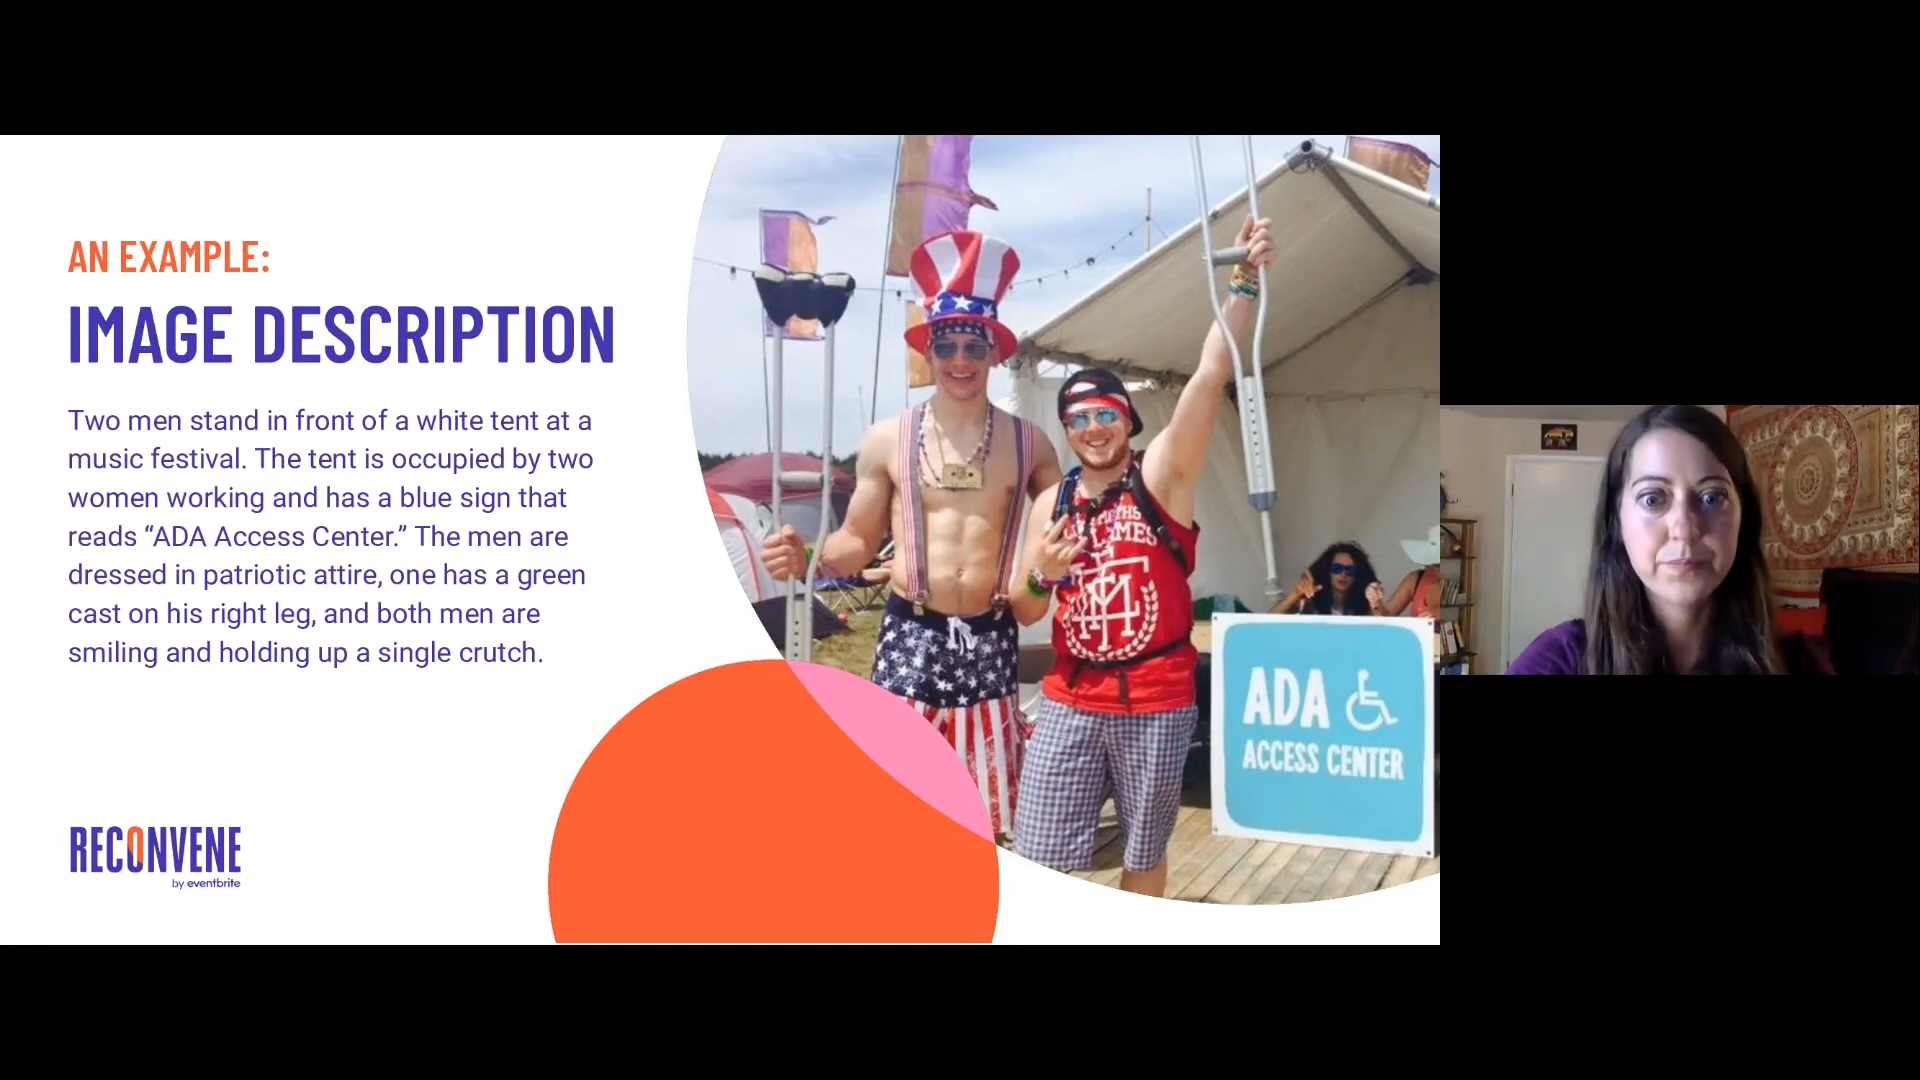 AN EXAMPLE:
IMAGE DESCRIPTION
Two men stand in front of a white tent at a
music festival. The tent is occupied by two
women working and has a blue sign that
reads “ADA Access Center.” The men are
dressed in patriotic attire, one has a green
cast on his right leg, and both men are
smiling and holding up a single crutch.
RECONVENE
by eventbrite
ADA
ACCESS CENTER